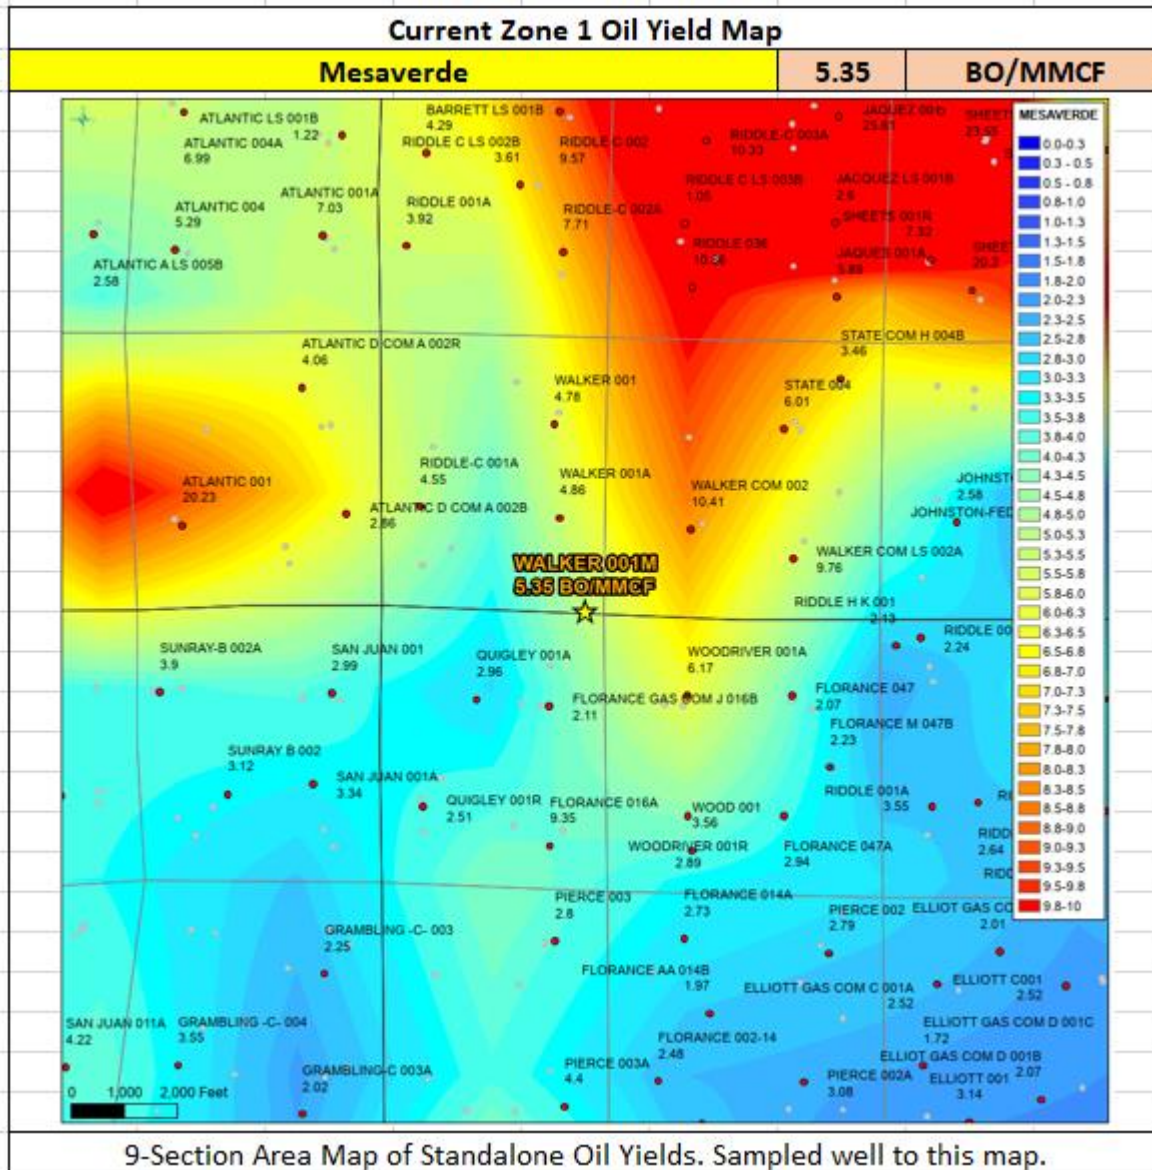 Current Zone 1 Oil Yield Map
Mesaverde 5.35 BO/MMCF
ATLANTIC LS 001B
1.22
ATLANTIC 004A
6.99
BARRETT LS 001B
4.29
RIDDLE C LS 002B
3.61
RIDDLE C 002
9.57
RIDDLE-C 003A
10.33
25.81
ATLANTIC 001A
7.03
ATLANTIC 004
5.29
RIDDLE 001A
3.92
RIDDLE-C 002A
7.71
RIDDLE C LS 003B
1.05
JACQUEZ LS 001B
2.6
SHEETS 001R
7.32
ATLANTIC A LS 005B
2.58
RIDDLE 036
JAQUES 001A
20.2
ATLANTIC D COM A 002R
4.06
STATE COM H 004B
3.46
WALKER 001
4.78
STATE 004
6.01
ATLANTIC 001
20.23
RIDDLE-C 001A
4.55
ATLANTIC D COM A 002B
2.86
WALKER 001A
4.86
WALKER COM 002
10.41
JOHNST
2.58
JOHNSTON-FED
WALKER COM LS 002A
9.76
WALKER 001M
5.35 BO/MMCF
RIDDLE H K 001
2.13
RIDDLE 00
2.24
SUNRAY-B 002A
3.9
SAN JUAN 001
2.99
QUIGLEY 001A
2.96
WOODRIVER 001A
6.17
FLORANCE GAS COM J 016B
2.11
FLORANCE 047
2.07
FLORANCE M 047B
2.23
SUNRAY B 002
3.12
SAN JUAN 001A
3.34
QUIGLEY 001R
2.51
FLORANCE 016A
9.35
WOOD 001
3.56
RIDDLE 001A
3.55
RI
WOODRIVER 001R
2.89
FLORANCE 047A
2.94
RIDD
2.64
RIDD
PIERCE 003
2.8
FLORANCE 014A
2.73
PIERCE 002
2.79
ELLIOT GAS CO
2.01
GRAMBLING -C- 003
2.25
FLORANCE AA 014B
1.97
ELLIOTT GAS COM C 001A
2.52
ELLIOTT C001
2.52
SAN JUAN 011A
4.22
GRAMBLING -C- 004
3.55
FLORANCE 002-14
2.48
ELLIOTT GAS COM D 001C
1.72
ELLIOT GAS COM D 001B
2.07
GRAMBLING-C 003A
2.02
PIERCE 003A
4.4
PIERCE 002A
3.08
ELLIOTT 001
3.14
0 1,000 2,000 Feet
MESAVERDE
0.0-0.3
0.3 - 0.5
0.5 - 0.8
0.8-1.0
1.0-1.3
1.3-1.5
1.5-1.8
1.8-2.0
2.0-2.3
2.3-2.5
2.5-2.8
2.8-3.0
3.0-3.3
3.3-3.5
3.5-3.8
3.8-4.0
4.0-4.3
4.3-4.5
4.5-4.8
4.8-5.0
5.0-5.3
5.3-5.5
5.5-5.8
5.8-6.0
6.0-6.3
6.3-6.5
6.5-6.8
6.8-7.0
7.0-7.3
7.3-7.5
7.5-7.8
7.8-8.0
8.0-8.3
8.3-8.5
8.5-8.8
8.8-9.0
9.0-9.3
9.3-9.5
9.5-9.8
9.8-10
9-Section Area Map of Standalone Oil Yields. Sampled well to this map.